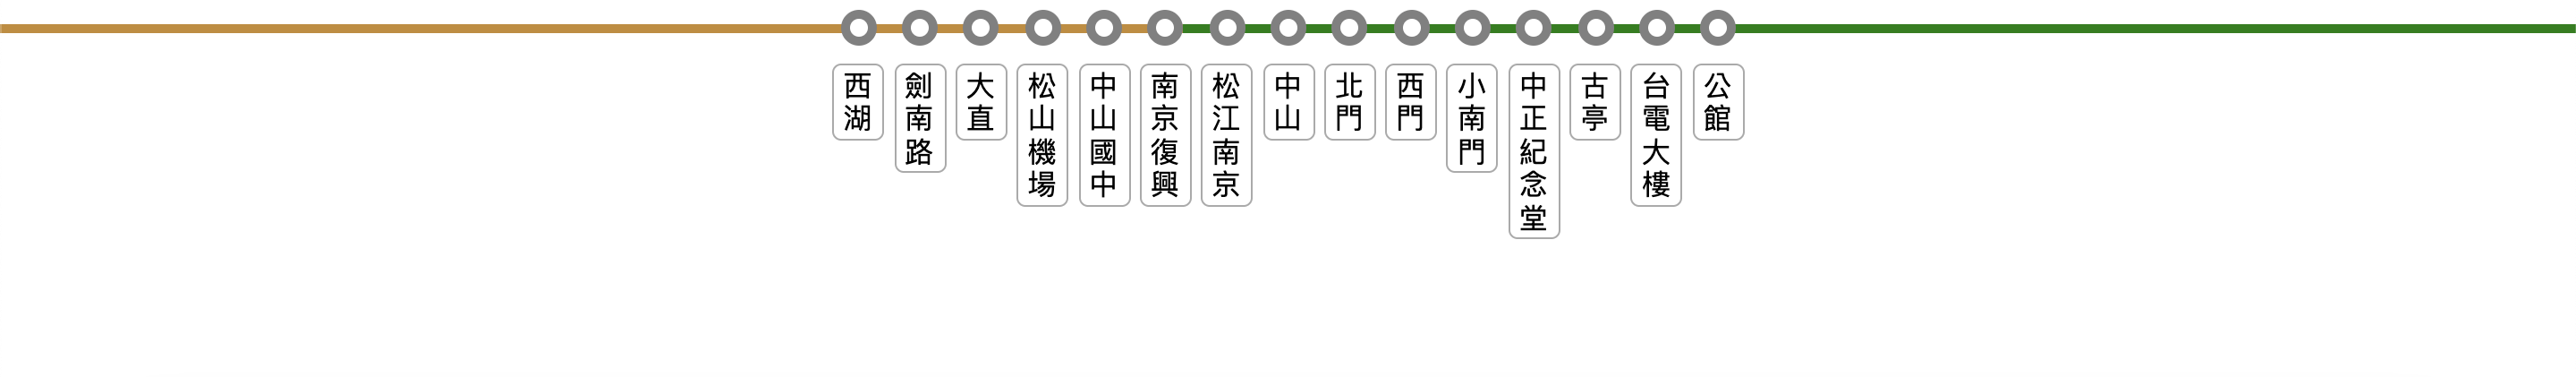 西湖
劍南路
大直
松山機場
中山國中
南京復興
松江南京
中山
北門
西門
小南門
中正紀念堂
古亭
台電大樓
公館